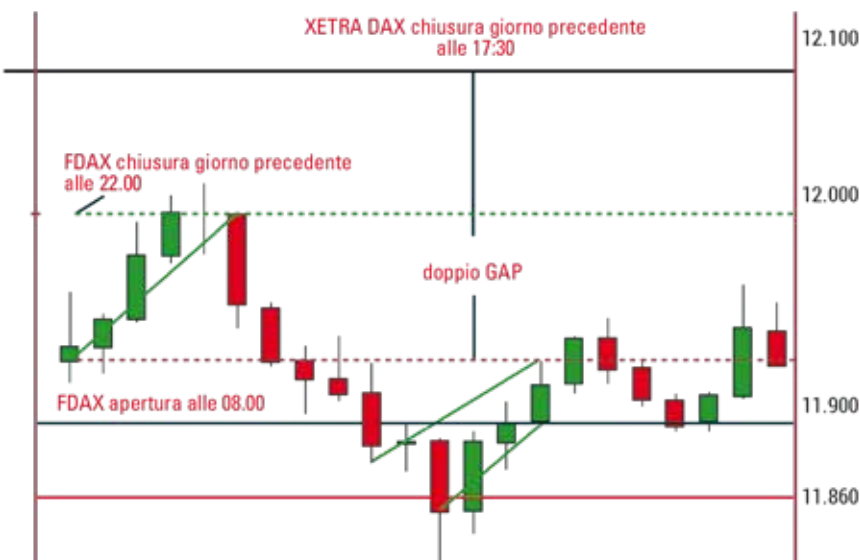 XETRA DAX chiusura giorno precedente
alle 17:30
12.100
FDAX chiusura giorno precedente
alle 22.00
12.000
doppio GAP
FDAX apertura alle 08.00
11.900
11.860